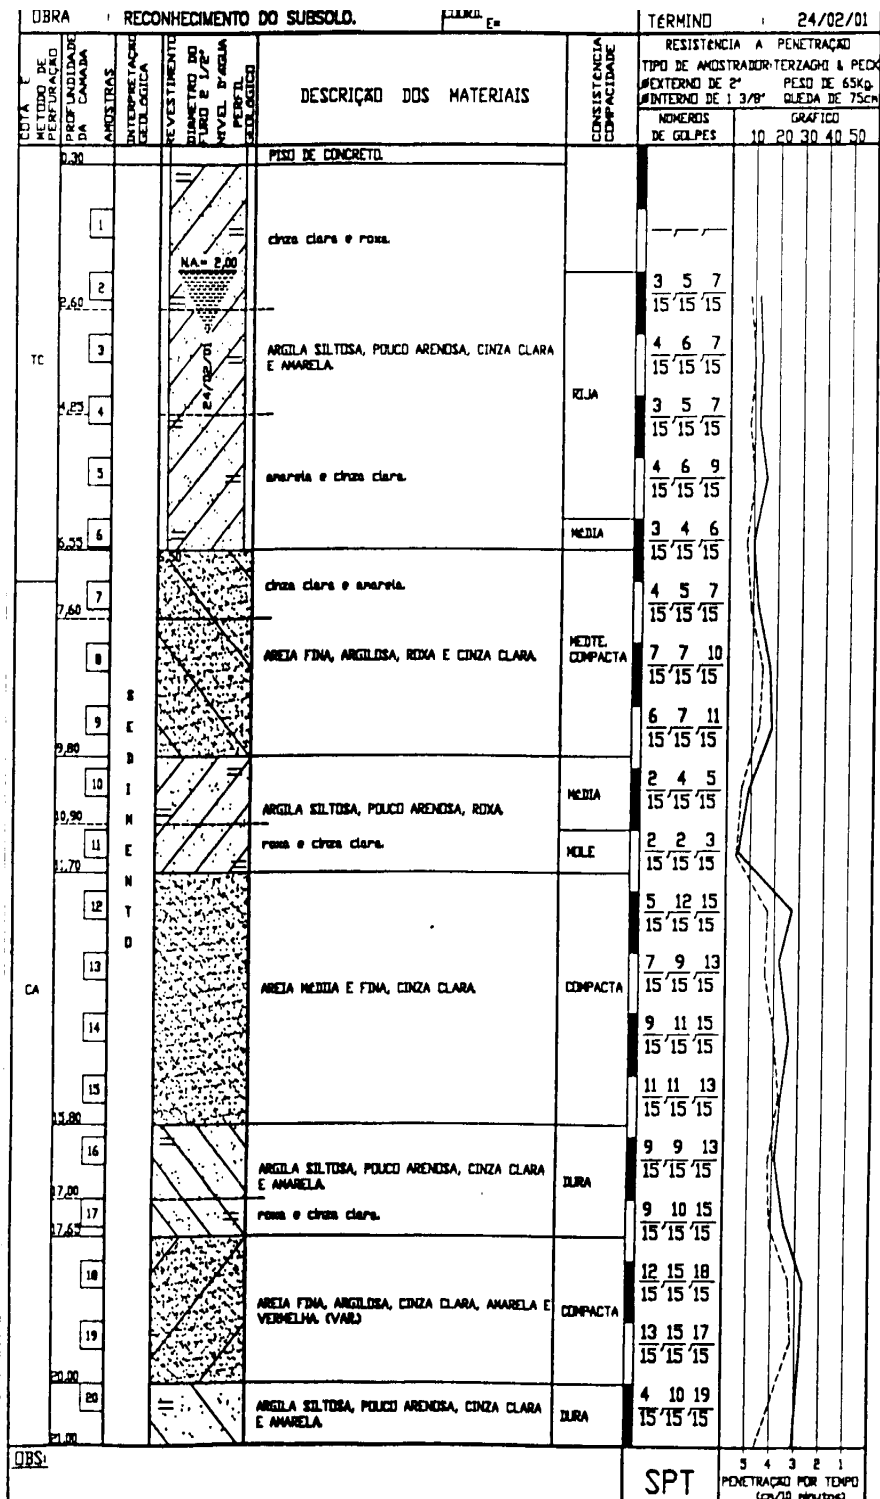 OBRA : RECONHECIMENTO DO SUBSOLO.
COORD. E=
TÉRMINO : 24/02/01
COTA E MÉTODO DE PERFURAÇÃO
PROFUNDIDADE DA CAMADA
AMOSTRAS
INTERPRETAÇÃO GEOLÓGICA
REVESTIMENTO
DIAMETRO DO FURO 2 1/2"
NIVEL D'AGUA
PERFIL GEOLOGICO
DESCRIÇÃO DOS MATERIAIS
CONSISTÊNCIA COMPACIDADE
RESISTÊNCIA A PENETRAÇÃO
TIPO DE AMOSTRADOR:TERZAGHI & PECK
ØEXTERNO DE 2" PESO DE 65Kg.
ØINTERNO DE 1 3/8" QUEDA DE 75cm
NÚMEROS DE GOLPES
GRÁFICO
10 20 30 40 50
0,30
PISO DE CONCRETO.
1
cinza clara e roxa.
N.A.= 2,00
2
3 5 7
15 15 15
2,60
TC
3
24/02/01
ARGILA SILTOSA, POUCO ARENOSA, CINZA CLARA
E AMARELA.
4 6 7
15 15 15
RIJA
4,25
4
3 5 7
15 15 15
5
amarela e cinza clara.
4 6 9
15 15 15
6
MÉDIA
3 4 6
15 15 15
6,55
6,50
7
cinza clara e amarela.
4 5 7
15 15 15
7,60
8
AREIA FINA, ARGILOSA, ROXA E CINZA CLARA.
MEDTE. COMPACTA
7 7 10
15 15 15
SEDIMENTO
9
6 7 11
15 15 15
9,80
10
ARGILA SILTOSA, POUCO ARENOSA, ROXA.
MÉDIA
2 4 5
15 15 15
10,90
11
roxa e cinza clara.
MOLE
2 2 3
15 15 15
11,70
12
5 12 15
15 15 15
CA
13
AREIA MÉDIA E FINA, CINZA CLARA.
COMPACTA
7 9 13
15 15 15
14
9 11 15
15 15 15
15
11 11 13
15 15 15
15,80
16
ARGILA SILTOSA, POUCO ARENOSA, CINZA CLARA
E AMARELA.
DURA
9 9 13
15 15 15
17,00
17
roxa e cinza clara.
9 10 15
15 15 15
17,65
18
12 15 18
15 15 15
AREIA FINA, ARGILOSA, CINZA CLARA, AMARELA E
VERMELHA. (VAR.)
COMPACTA
19
13 15 17
15 15 15
20,00
20
ARGILA SILTOSA, POUCO ARENOSA, CINZA CLARA
E AMARELA.
DURA
4 10 19
15 15 15
21,00
OBS:
SPT
5 4 3 2 1
PENETRAÇÃO POR TEMPO
(cm/10 minutos)